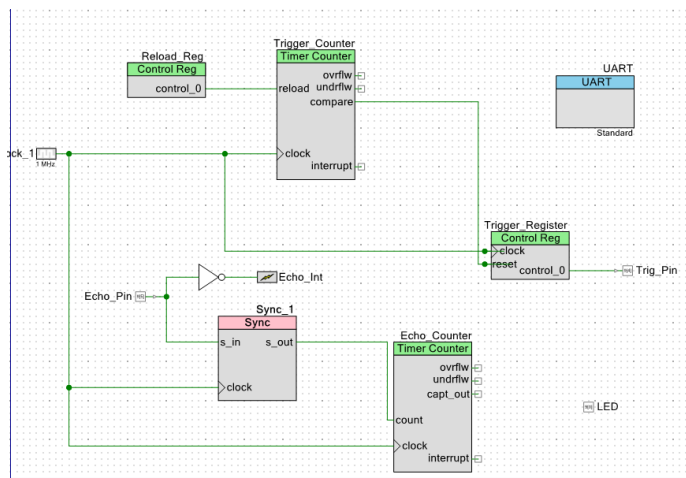 Trigger_Counter
Timer Counter
Reload_Reg
Control Reg
control_0
ovrflw
undrflw
reload
compare
clock
interrupt
UART
UART
Standard
ock_1
1 MHz
Trigger_Register
Control Reg
clock
reset
control_0
Trig_Pin
Echo_Int
Echo_Pin
Sync_1
Sync
s_in s_out
clock
Echo_Counter
Timer Counter
ovrflw
undrflw
capt_out
count
clock
interrupt
LED